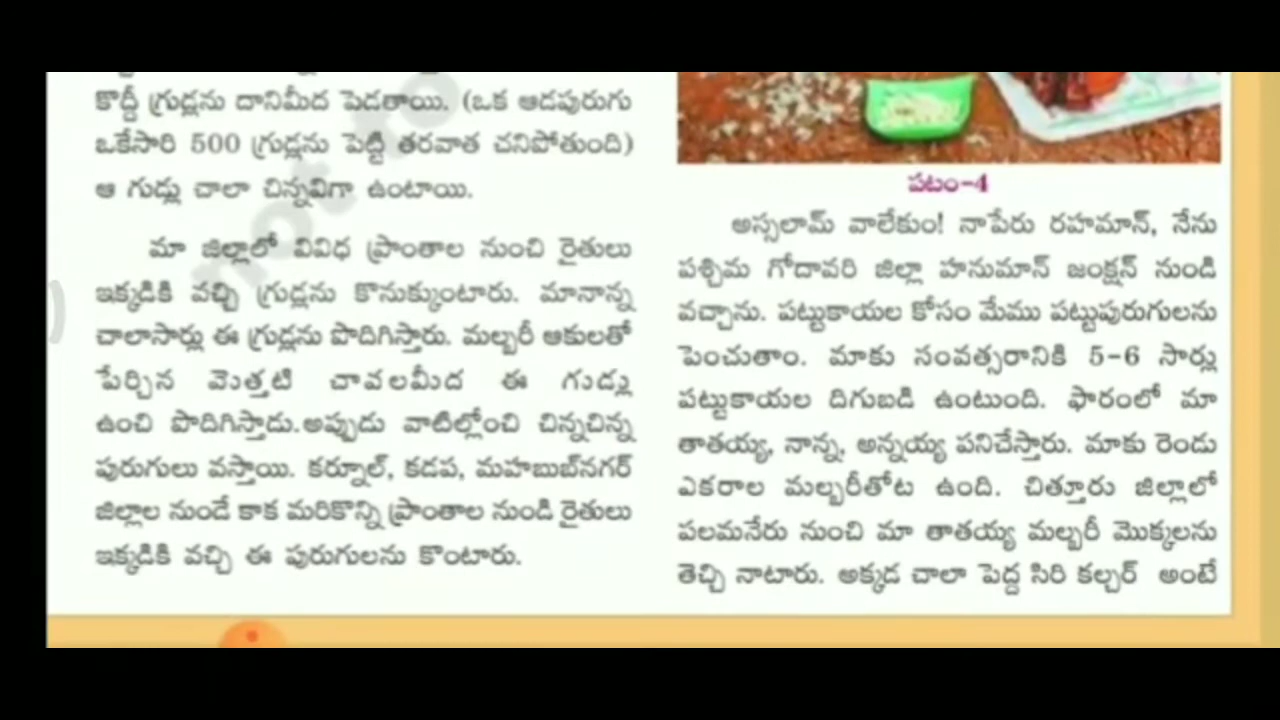 కొద్దీ గ్రుడ్లను దానిమీద పెడతాయి. (ఒక ఆడపురుగు
ఒకేసారి 500 గ్రుడ్లను పెట్టి తరవాత చనిపోతుంది)
ఆ గుడ్లు చాలా చిన్నవిగా ఉంటాయి.
మా జిల్లాలో వివిధ ప్రాంతాల నుంచి రైతులు
ఇక్కడికి వచ్చి గ్రుడ్లను కొనుక్కుంటారు. మానాన్న
చాలాసార్లు ఈ గ్రుడ్లను పొదిగిస్తారు. మల్బరీ ఆకులతో
పేర్చిన మెత్తటి చావలమీద ఈ గుడ్లు
ఉంచి పొదిగిస్తాడు.అప్పుడు వాటిల్లోంచి చిన్నచిన్న
పురుగులు వస్తాయి. కర్నూల్, కడప, మహబుబ్‌నగర్
జిల్లాల నుండే కాక మరికొన్ని ప్రాంతాల నుండి రైతులు
ఇక్కడికి వచ్చి ఈ పురుగులను కొంటారు.
పటం-4
అస్సలామ్ వాలేకుం! నాపేరు రహమాన్, నేను
పశ్చిమ గోదావరి జిల్లా హనుమాన్ జంక్షన్ నుండి
వచ్చాను. పట్టుకాయల కోసం మేము పట్టుపురుగులను
పెంచుతాం. మాకు సంవత్సరానికి 5-6 సార్లు
పట్టుకాయల దిగుబడి ఉంటుంది. ఫారంలో మా
తాతయ్య, నాన్న, అన్నయ్య పనిచేస్తారు. మాకు రెండు
ఎకరాల మల్బరీతోట ఉంది. చిత్తూరు జిల్లాలో
పలమనేరు నుంచి మా తాతయ్య మల్బరీ మొక్కలను
తెచ్చి నాటారు. అక్కడ చాలా పెద్ద సిరి కల్చర్ అంటే
not to